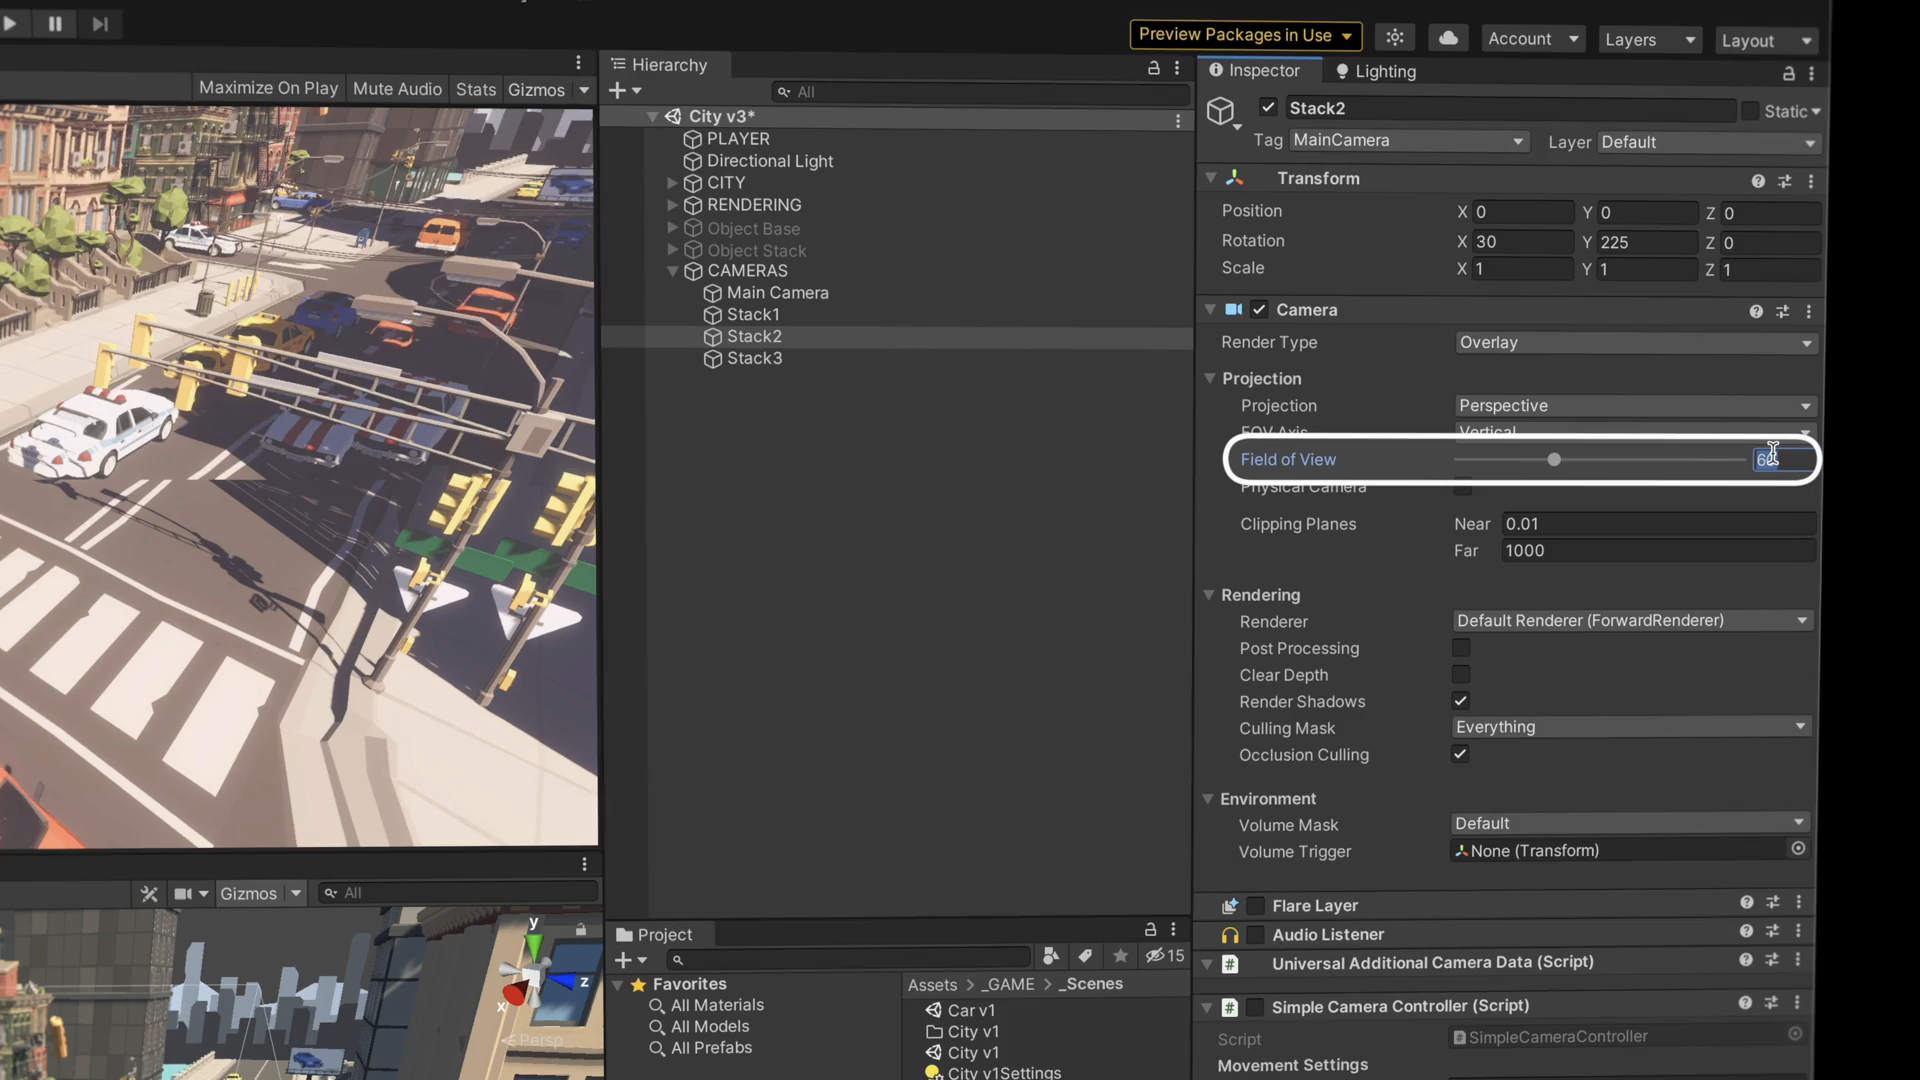 Preview Packages in Use
Account
Layers
Layout
Maximize On Play
Mute Audio
Stats
Gizmos
Hierarchy
All
City v3*
PLAYER
Directional Light
CITY
RENDERING
Object Base
Object Stack
CAMERAS
Main Camera
Stack1
Stack2
Stack3
Inspector
Lighting
Stack2
Static
Tag MainCamera
Layer Default
Transform
Position X 0 Y 0 Z 0
Rotation X 30 Y 225 Z 0
Scale X 1 Y 1 Z 1
Camera
Render Type Overlay
Projection
Projection Perspective
FOV Axis Vertical
Field of View
Physical Camera
Clipping Planes Near 0.01
Far 1000
Rendering
Renderer Default Renderer (ForwardRenderer)
Post Processing
Clear Depth
Render Shadows
Culling Mask Everything
Occlusion Culling
Environment
Volume Mask Default
Volume Trigger None (Transform)
Flare Layer
Audio Listener
Universal Additional Camera Data (Script)
Simple Camera Controller (Script)
Script SimpleCameraController
Movement Settings
Gizmos
All
y
z
x
Persp
Project
15
Favorites
All Materials
All Models
All Prefabs
Assets > _GAME > _Scenes
Car v1
City v1
City v1
City v1Settings